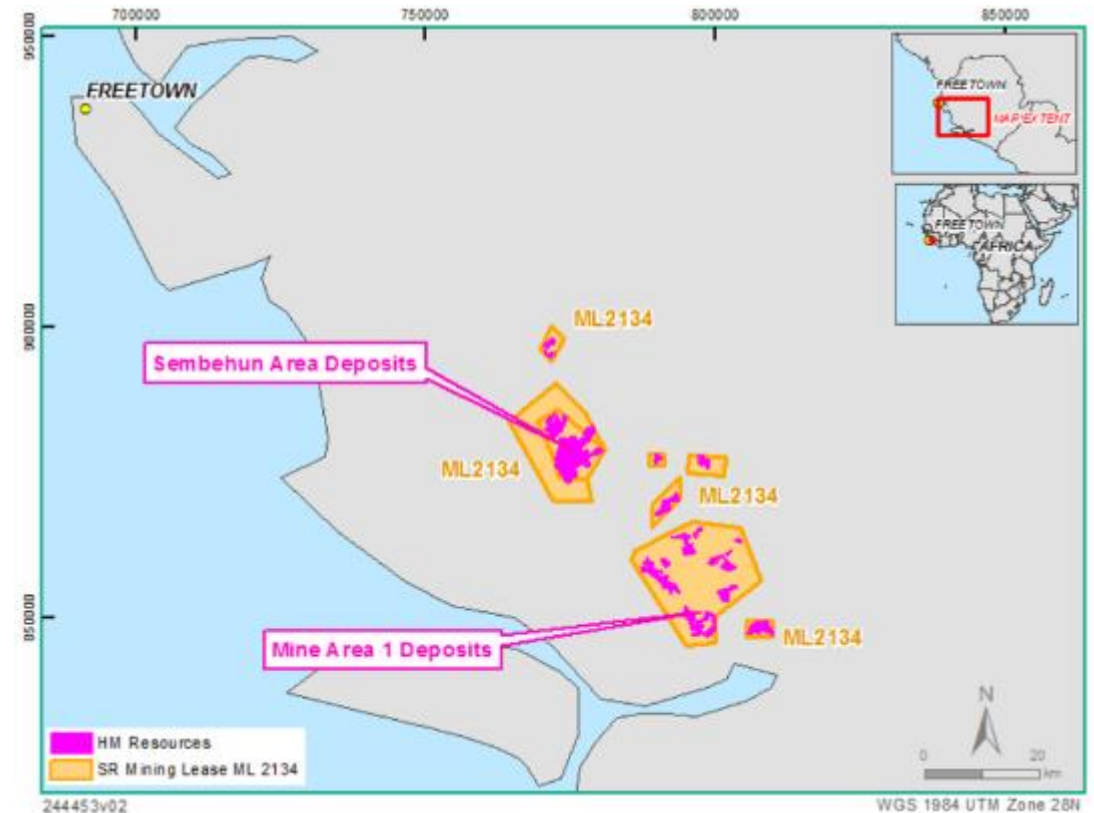 700000
750000
800000
850000
950000
900000
850000
FREETOWN
FREETOWN
MAP EXTENT
FREETOWN
AFRICA
ML2134
Sembehun Area Deposits
ML2134
ML2134
Mine Area 1 Deposits
ML2134
N
0 20
km
HM Resources
SR Mining Lease ML 2134
244453v02
WGS 1984 UTM Zone 28N